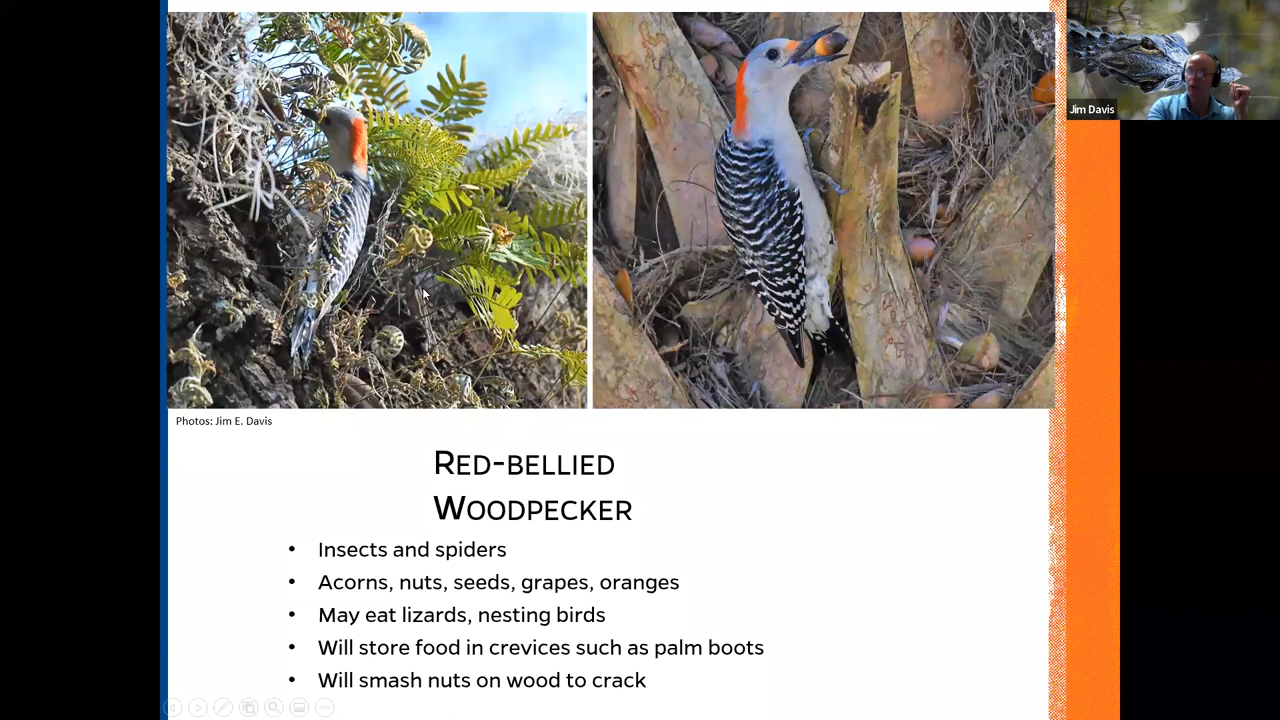 Jim Davis
Photos: Jim E. Davis
RED-BELLIED
WOODPECKER
• Insects and spiders
• Acorns, nuts, seeds, grapes, oranges
• May eat lizards, nesting birds
• Will store food in crevices such as palm boots
• Will smash nuts on wood to crack